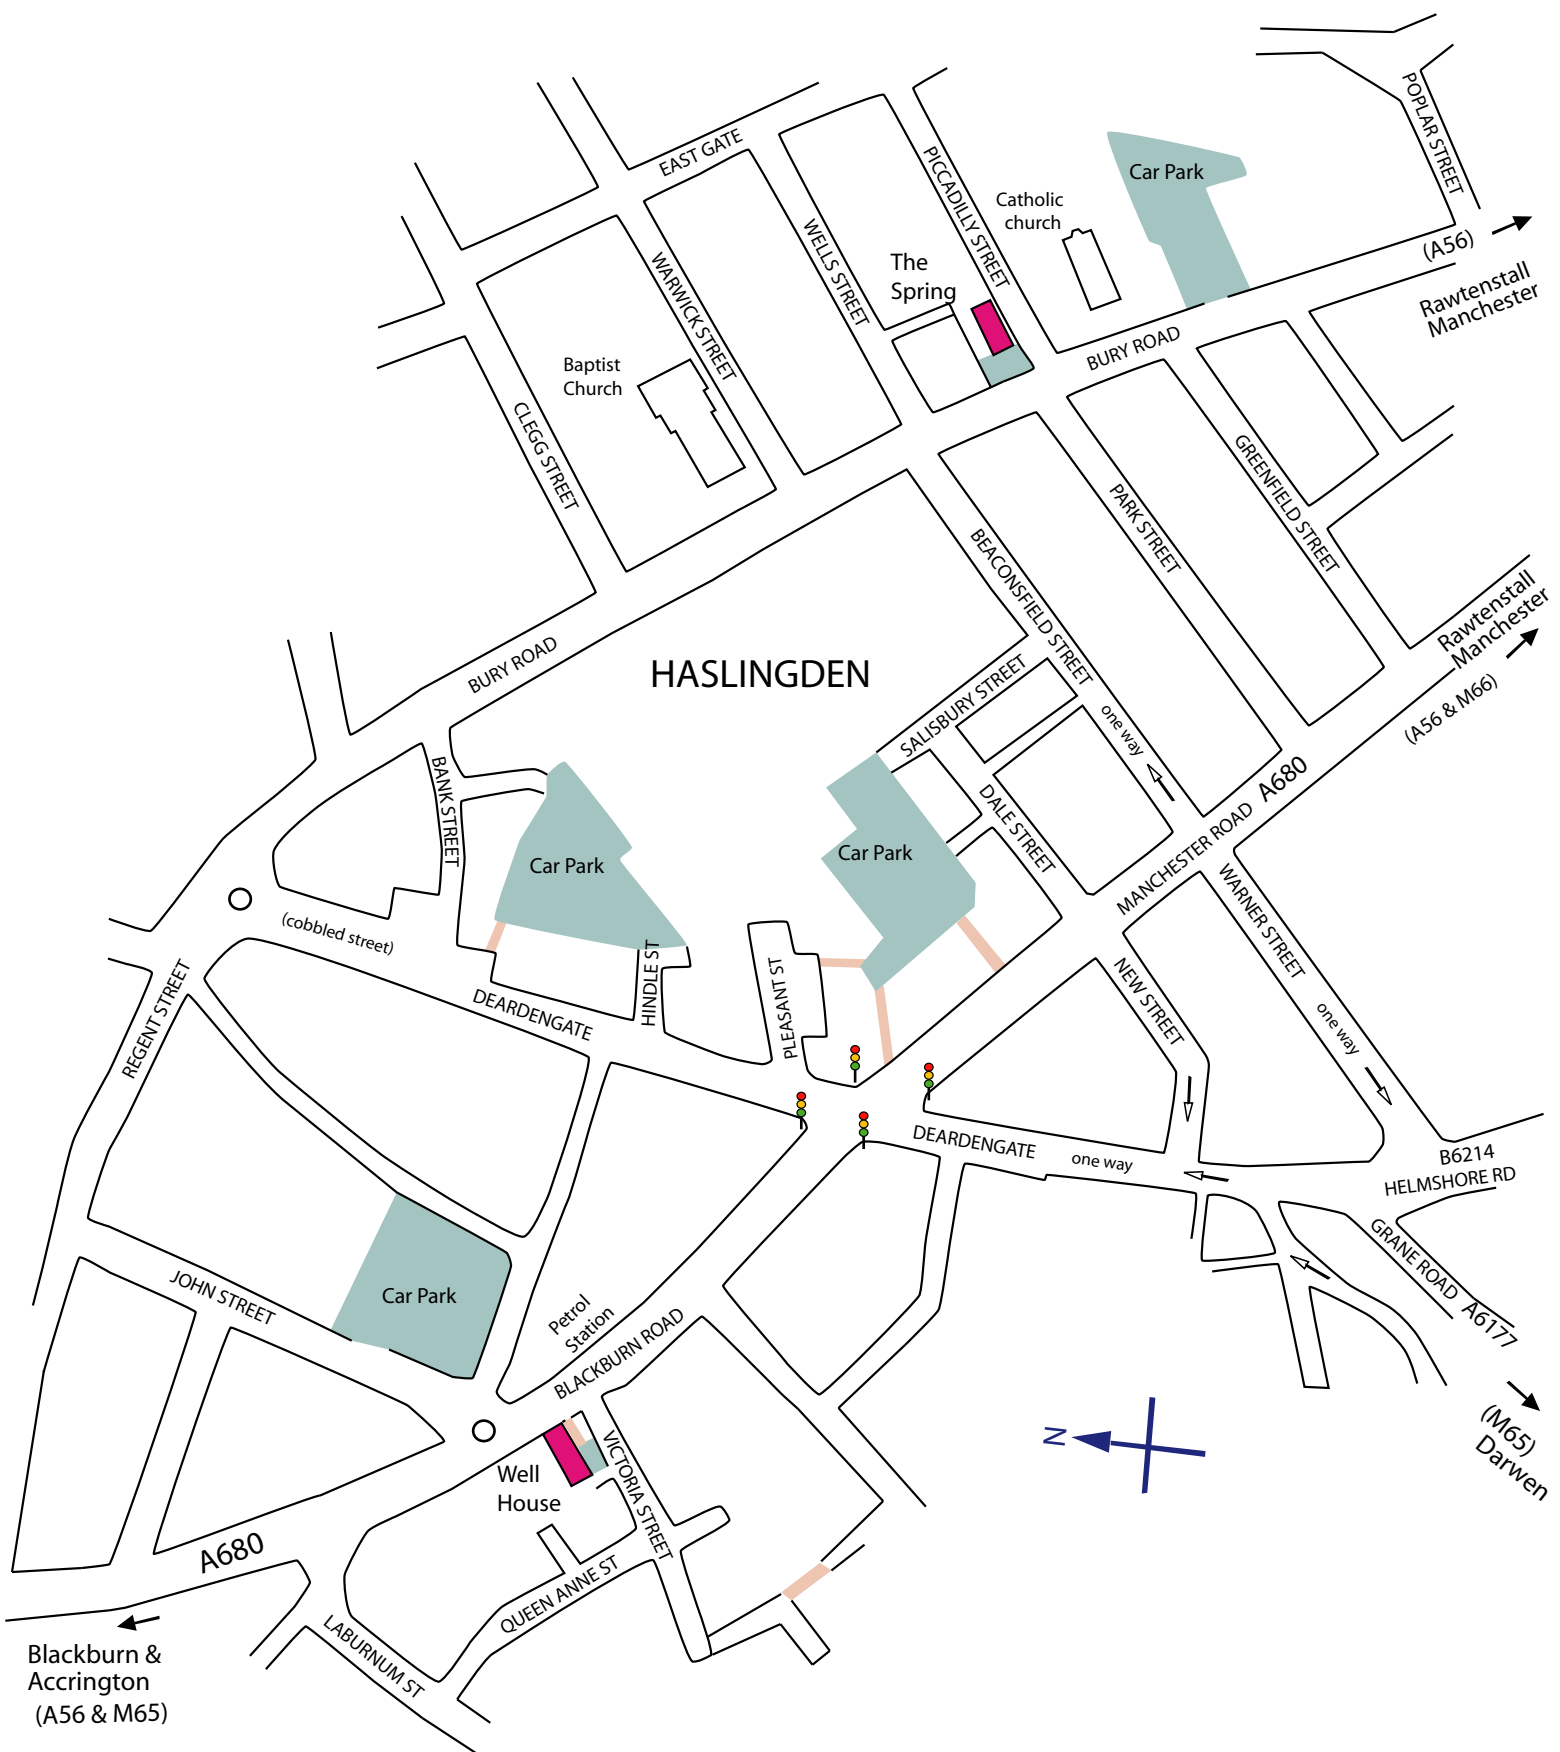 POPLAR STREET
EAST GATE
PICCADILLY STREET
Car Park
Catholic
church
WELLS STREET
(A56)
The
Spring
WARWICK STREET
Rawtenstall
Manchester
BURY ROAD
Baptist
Church
CLEGG STREET
GREENFIELD STREET
PARK STREET
BEACONSFIELD STREET
Rawtenstall
Manchester
(A56 & M66)
BURY ROAD
HASLINGDEN
SALISBURY STREET
one way
A680
BANK STREET
DALE STREET
Car Park
Car Park
MANCHESTER ROAD
WARNER STREET
(cobbled street)
HINDLE ST
PLEASANT ST
NEW STREET
REGENT STREET
DEARDENGATE
one way
DEARDENGATE
one way
B6214
HELMSHORE RD
GRANE ROAD
A6177
JOHN STREET
Car Park
Petrol
Station
BLACKBURN ROAD
N
(M65)
Darwen
Well
House
VICTORIA STREET
A680
QUEEN ANNE ST
LABURNUM ST
Blackburn &
Accrington
(A56 & M65)